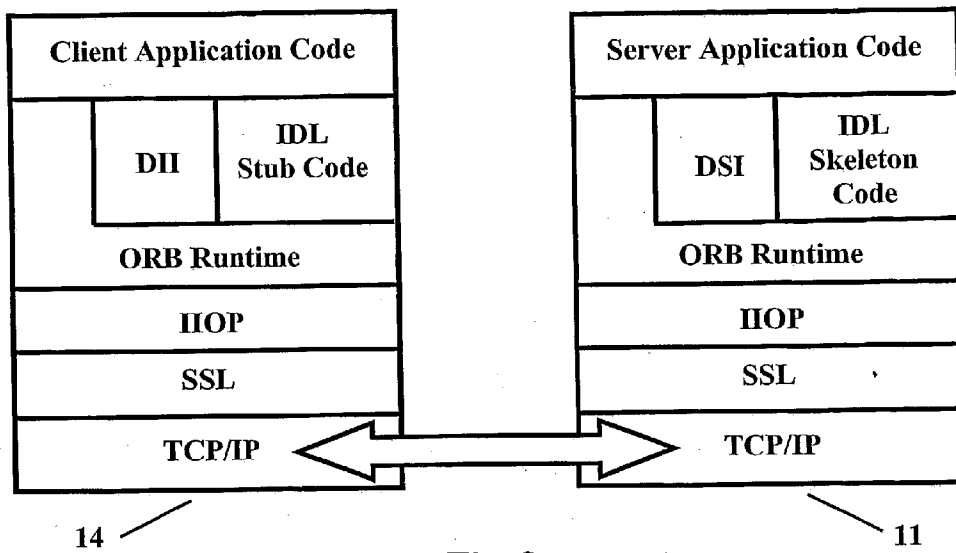 Client Application Code
DII
IDL
Stub Code
ORB Runtime
IIOP
SSL
TCP/IP
14
Server Application Code
DSI
IDL
Skeleton
Code
ORB Runtime
IIOP
SSL
TCP/IP
11